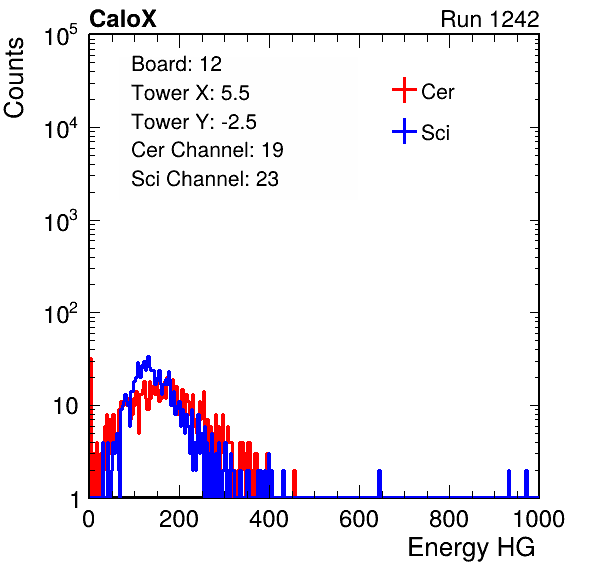 CaloX Run 1242
Counts
10^5
10^4
10^3
10^2
10
1
Board: 12
Tower X: 5.5
Tower Y: -2.5
Cer Channel: 19
Sci Channel: 23
Cer
Sci
0 200 400 600 800 1000
Energy HG